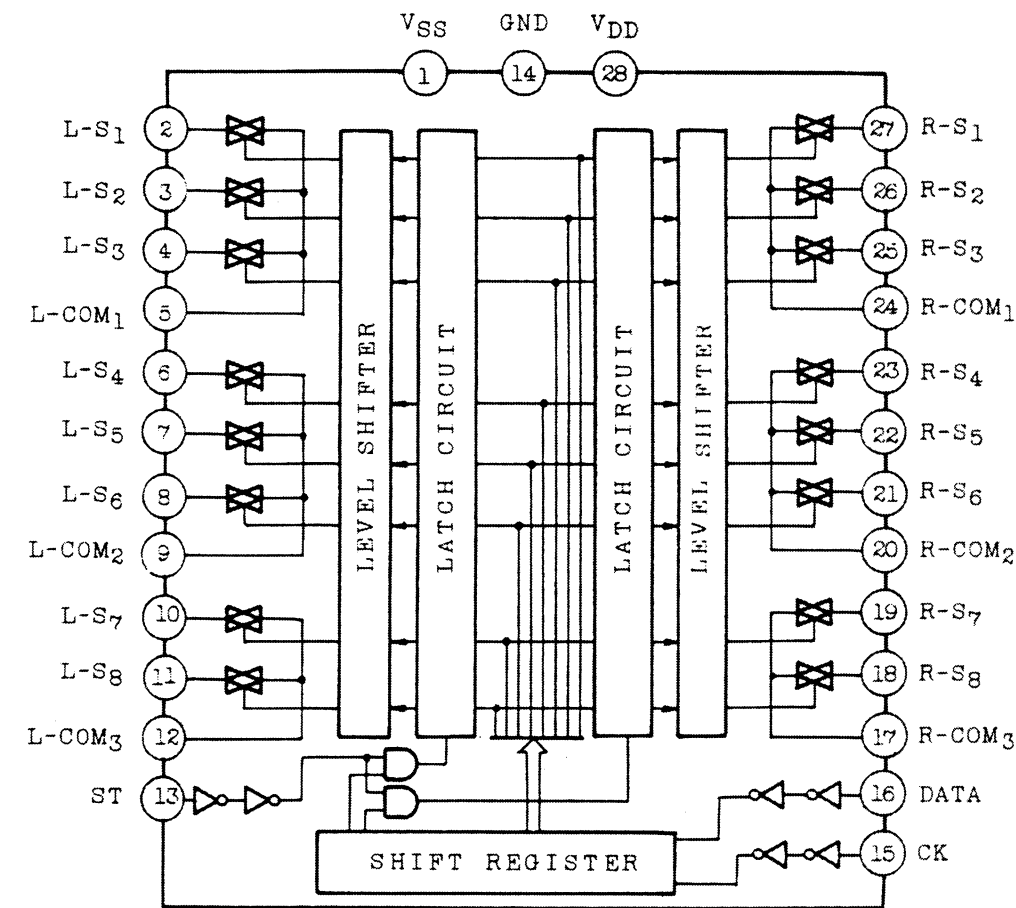 VSS GND VDD
1 14 28
L-S1 2 27 R-S1
L-S2 3 26 R-S2
L-S3 4 25 R-S3
L-COM1 5 24 R-COM1
L-S4 6 23 R-S4
L-S5 7 22 R-S5
L-S6 8 21 R-S6
L-COM2 9 20 R-COM2
L-S7 10 19 R-S7
L-S8 11 18 R-S8
L-COM3 12 17 R-COM3
ST 13 16 DATA
15 CK
LEVEL SHIFTER
LATCH CIRCUIT
LATCH CIRCUIT
LEVEL SHIFTER
SHIFT REGISTER